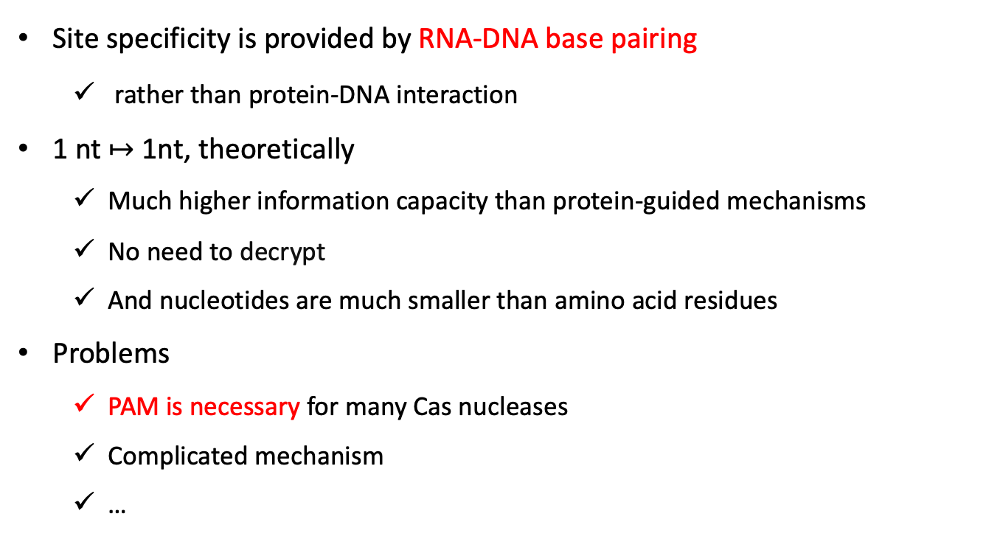 • Site specificity is provided by RNA-DNA base pairing
✓ rather than protein-DNA interaction
• 1 nt ↦ 1nt, theoretically
✓ Much higher information capacity than protein-guided mechanisms
✓ No need to decrypt
✓ And nucleotides are much smaller than amino acid residues
• Problems
✓ PAM is necessary for many Cas nucleases
✓ Complicated mechanism
✓ ...